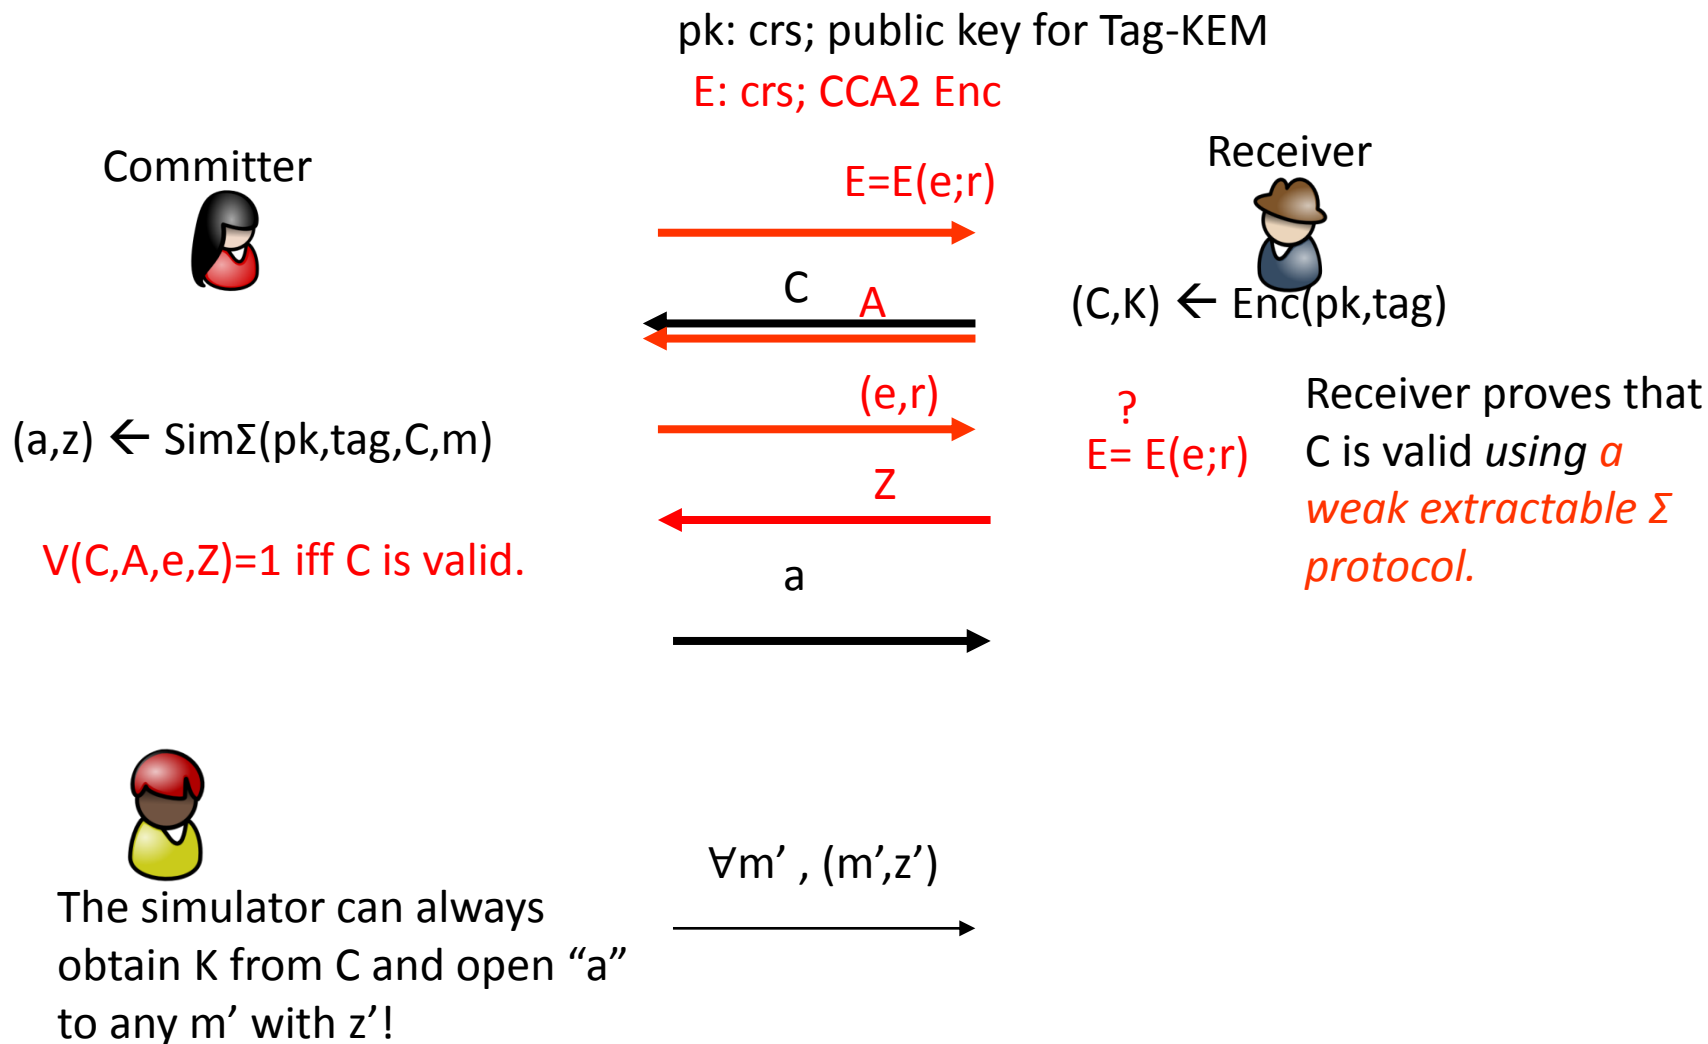 pk: crs; public key for Tag-KEM
E: crs; CCA2 Enc
Committer
Receiver
E=E(e;r)
C
A
(C,K) ← Enc(pk,tag)
(e,r)
(a,z) ← SimΣ(pk,tag,C,m)
?
E= E(e;r)
Receiver proves that
C is valid using a
weak extractable Σ
protocol.
Z
V(C,A,e,Z)=1 iff C is valid.
a
∀m’ , (m’,z’)
The simulator can always
obtain K from C and open “a”
to any m’ with z’!